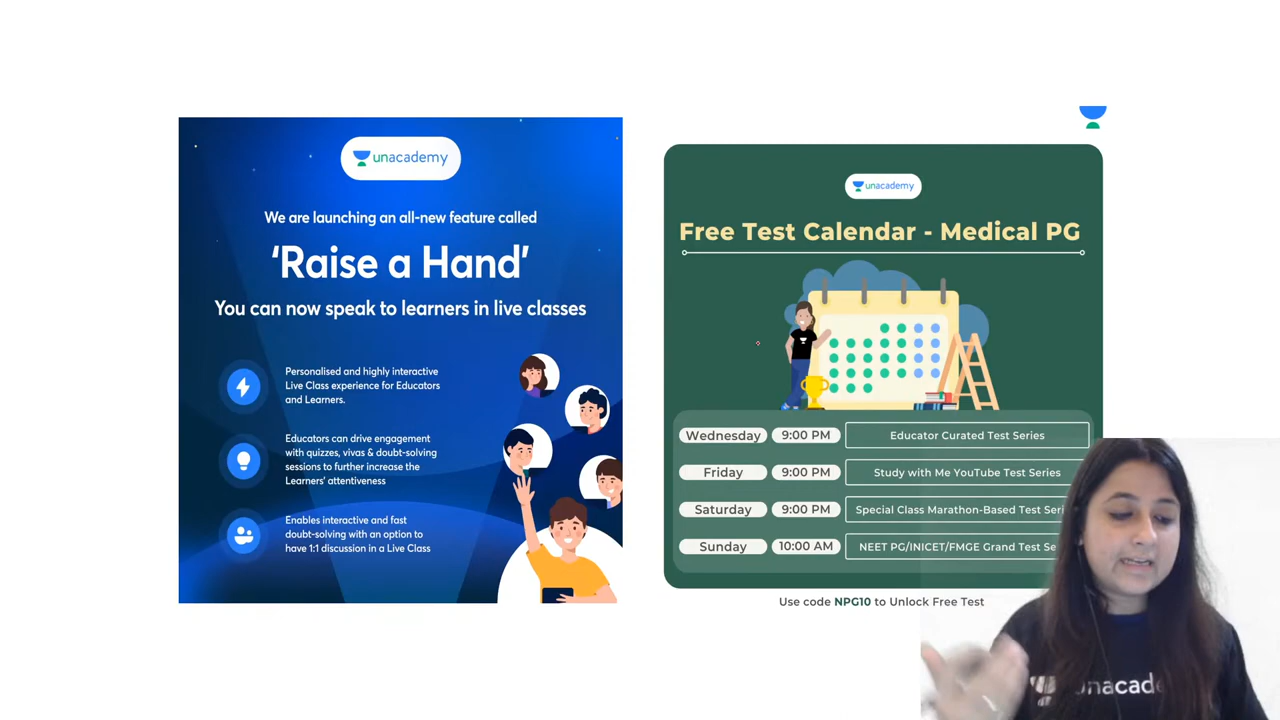 unacademy
We are launching an all-new feature called
'Raise a Hand'
You can now speak to learners in live classes
Personalised and highly interactive
Live Class experience for Educators
and Learners.
Educators can drive engagement
with quizzes, vivas & doubt-solving
sessions to further increase the
Learners' attentiveness
Enables interactive and fast
doubt-solving with an option to
have 1:1 discussion in a Live Class
unacademy
Free Test Calendar - Medical PG
Wednesday 9:00 PM Educator Curated Test Series
Friday 9:00 PM Study with Me YouTube Test Series
Saturday 9:00 PM Special Class Marathon-Based Test Seri
Sunday 10:00 AM NEET PG/INICET/FMGE Grand Test Se
Use code NPG10 to Unlock Free Test